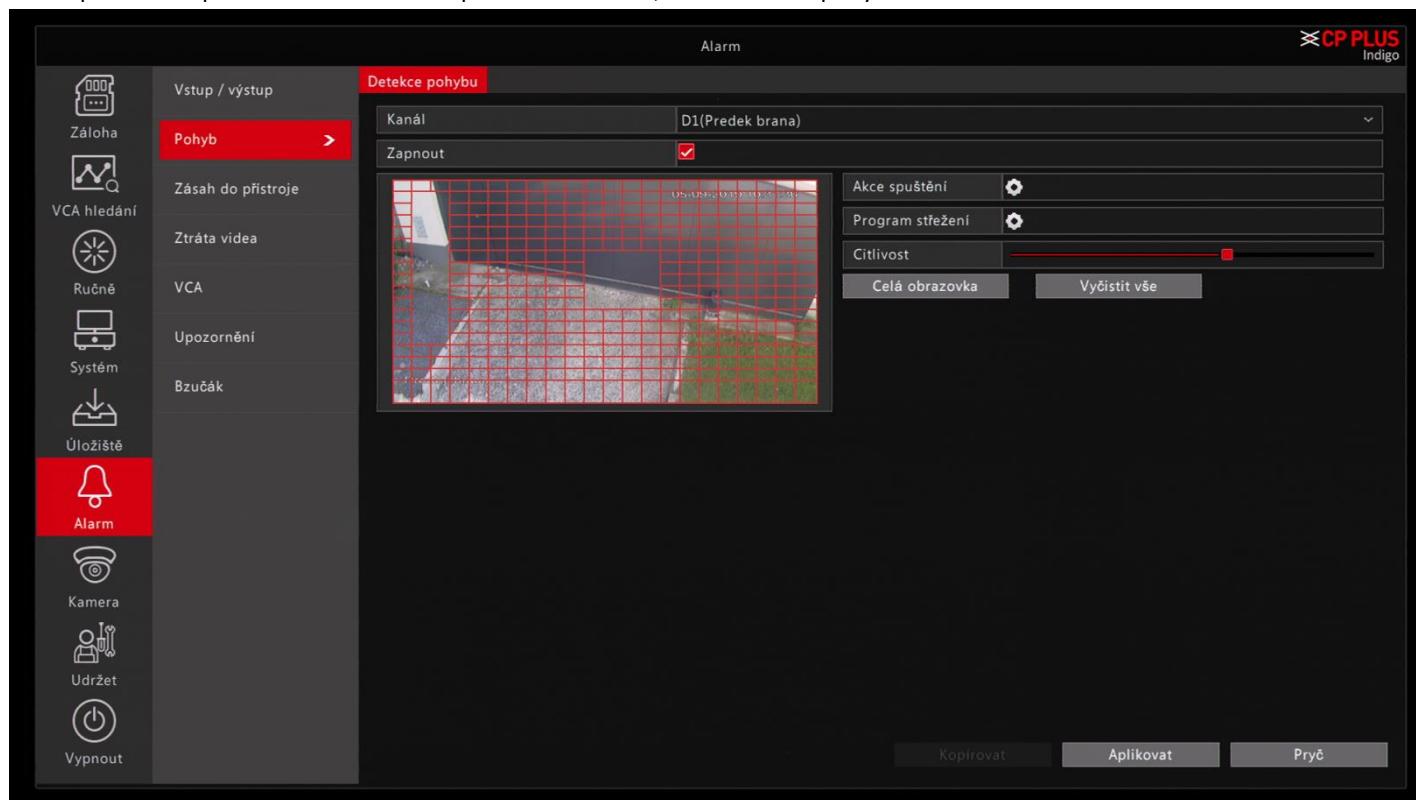 Alarm
CP PLUS
Indigo
Záloha
VCA hledání
Ručně
Systém
Úložiště
Alarm
Kamera
Udržet
Vypnout
Vstup / výstup
Pohyb
Zásah do přístroje
Ztráta videa
VCA
Upozornění
Bzučák
Detekce pohybu
Kanál D1(Predek brana)
Zapnout
Akce spuštění
Program střežení
Citlivost
Celá obrazovka Vyčistit vše
Kopírovat Aplikovat Pryč